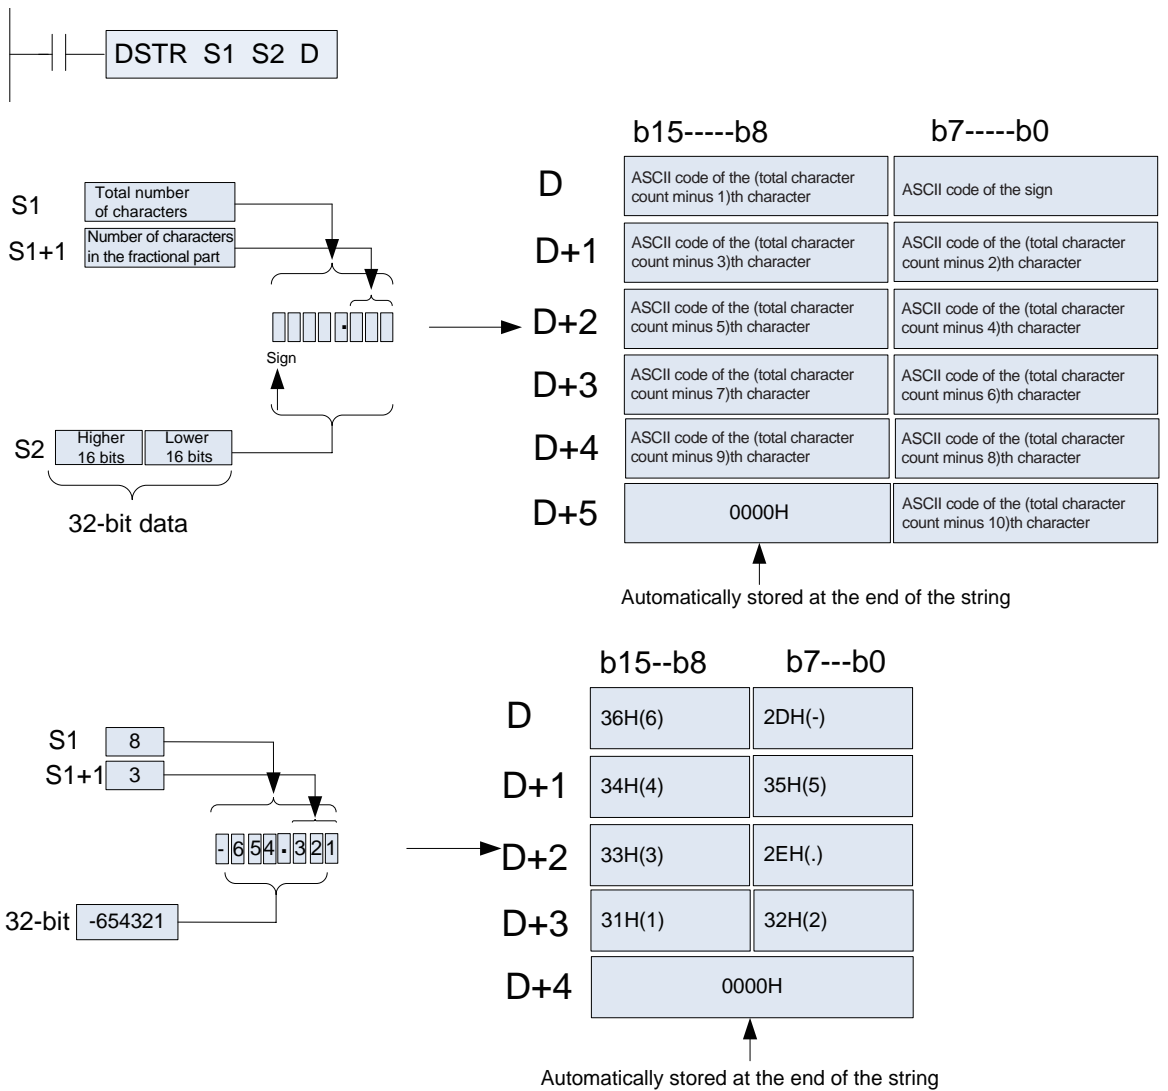 DSTR S1 S2 D
b15-----b8
b7-----b0
S1
Total number
of characters
S1+1
Number of characters
in the fractional part
.
Sign
S2
Higher
16 bits
Lower
16 bits
32-bit data
D
ASCII code of the (total character
count minus 1)th character
ASCII code of the sign
D+1
ASCII code of the (total character
count minus 3)th character
ASCII code of the (total character
count minus 2)th character
D+2
ASCII code of the (total character
count minus 5)th character
ASCII code of the (total character
count minus 4)th character
D+3
ASCII code of the (total character
count minus 7)th character
ASCII code of the (total character
count minus 6)th character
D+4
ASCII code of the (total character
count minus 9)th character
ASCII code of the (total character
count minus 8)th character
D+5
0000H
ASCII code of the (total character
count minus 10)th character
Automatically stored at the end of the string
b15--b8
b7---b0
S1
8
S1+1
3
-654.321
32-bit
-654321
D
36H(6)
2DH(-)
D+1
34H(4)
35H(5)
D+2
33H(3)
2EH(.)
D+3
31H(1)
32H(2)
D+4
0000H
Automatically stored at the end of the string